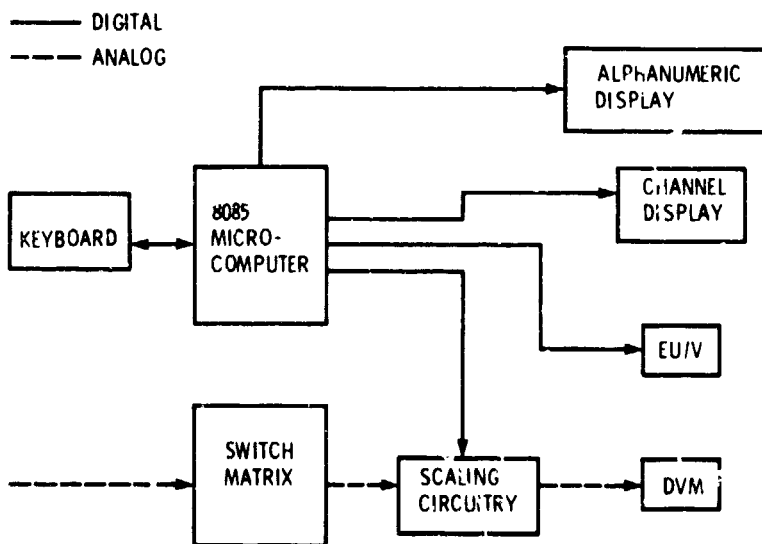 DIGITAL
ANALOG
ALPHANUMERIC
DISPLAY
CHANNEL
DISPLAY
8085
MICRO-
COMPUTER
KEYBOARD
EU/V
SWITCH
MATRIX
SCALING
CIRCUITRY
DVM